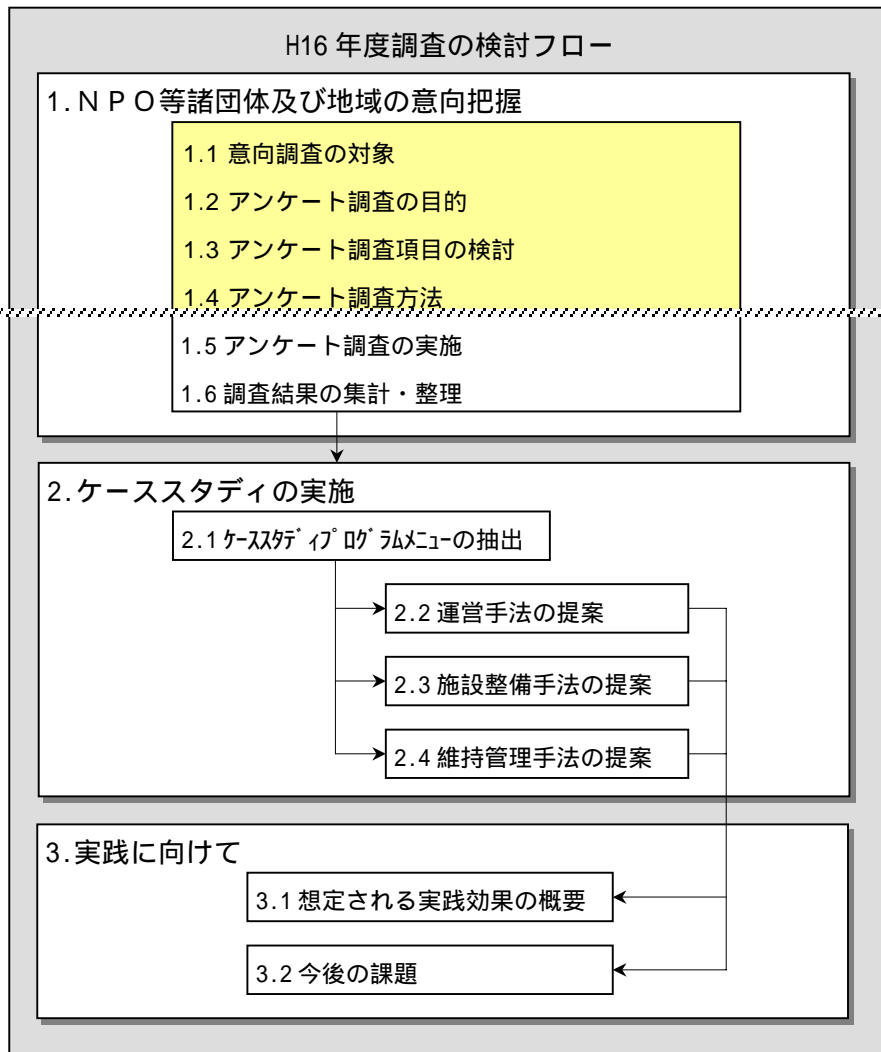 H16 年度調査の検討フロー
1.ＮＰＯ等諸団体及び地域の意向把握
1.1 意向調査の対象
1.2 アンケート調査の目的
1.3 アンケート調査項目の検討
1.4 アンケート調査方法
1.5 アンケート調査の実施
1.6 調査結果の集計・整理
2.ケーススタディの実施
2.1 ｹｰｽｽﾀﾃﾞｨﾌﾟﾛｸﾞﾗﾑﾒﾆｭｰの抽出
2.2 運営手法の提案
2.3 施設整備手法の提案
2.4 維持管理手法の提案
3.実践に向けて
3.1 想定される実践効果の概要
3.2 今後の課題